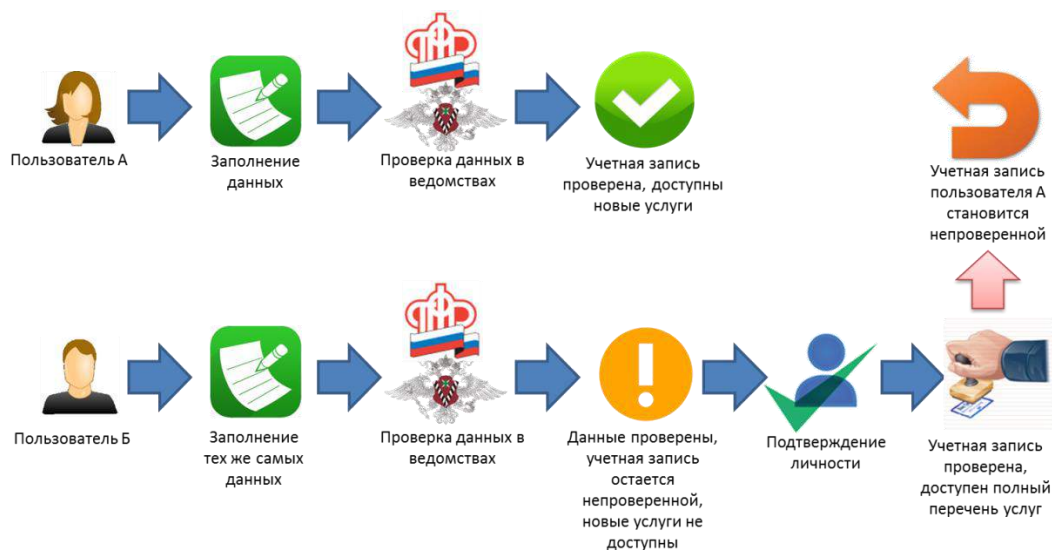 Пользователь А
Заполнение
данных
Проверка данных в
ведомствах
Учетная запись
проверена, доступны
новые услуги
Учетная запись
пользователя А
становится
непроверенной
Пользователь Б
Заполнение
тех же самых
данных
Проверка данных в
ведомствах
Данные проверены,
учетная запись
остается
непроверенной,
новые услуги не
доступны
Подтверждение
личности
Учетная запись
проверена,
доступен полный
перечень услуг